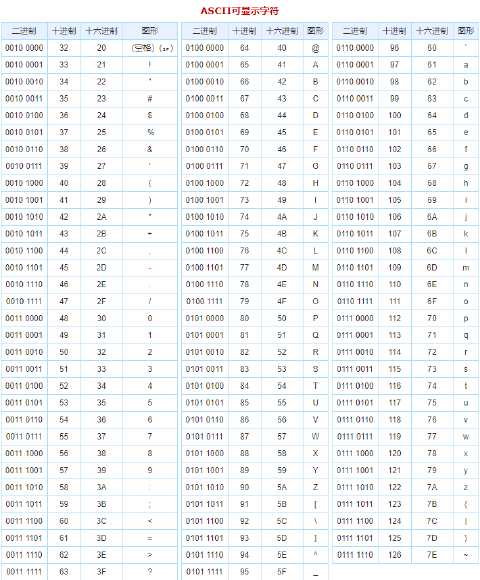 ASCII可显示字符
二进制 十进制 十六进制 图形 二进制 十进制 十六进制 图形 二进制 十进制 十六进制 图形
0010 0000 32 20 (空格) (␠) 0100 0000 64 40 @ 0110 0000 96 60 `
0010 0001 33 21 ! 0100 0001 65 41 A 0110 0001 97 61 a
0010 0010 34 22 " 0100 0010 66 42 B 0110 0010 98 62 b
0010 0011 35 23 # 0100 0011 67 43 C 0110 0011 99 63 c
0010 0100 36 24 $ 0100 0100 68 44 D 0110 0100 100 64 d
0010 0101 37 25 % 0100 0101 69 45 E 0110 0101 101 65 e
0010 0110 38 26 & 0100 0110 70 46 F 0110 0110 102 66 f
0010 0111 39 27 ' 0100 0111 71 47 G 0110 0111 103 67 g
0010 1000 40 28 ( 0100 1000 72 48 H 0110 1000 104 68 h
0010 1001 41 29 ) 0100 1001 73 49 I 0110 1001 105 69 i
0010 1010 42 2A * 0100 1010 74 4A J 0110 1010 106 6A j
0010 1011 43 2B + 0100 1011 75 4B K 0110 1011 107 6B k
0010 1100 44 2C , 0100 1100 76 4C L 0110 1100 108 6C l
0010 1101 45 2D - 0100 1101 77 4D M 0110 1101 109 6D m
0010 1110 46 2E . 0100 1110 78 4E N 0110 1110 110 6E n
0010 1111 47 2F / 0100 1111 79 4F O 0110 1111 111 6F o
0011 0000 48 30 0 0101 0000 80 50 P 0111 0000 112 70 p
0011 0001 49 31 1 0101 0001 81 51 Q 0111 0001 113 71 q
0011 0010 50 32 2 0101 0010 82 52 R 0111 0010 114 72 r
0011 0011 51 33 3 0101 0011 83 53 S 0111 0011 115 73 s
0011 0100 52 34 4 0101 0100 84 54 T 0111 0100 116 74 t
0011 0101 53 35 5 0101 0101 85 55 U 0111 0101 117 75 u
0011 0110 54 36 6 0101 0110 86 56 V 0111 0110 118 76 v
0011 0111 55 37 7 0101 0111 87 57 W 0111 0111 119 77 w
0011 1000 56 38 8 0101 1000 88 58 X 0111 1000 120 78 x
0011 1001 57 39 9 0101 1001 89 59 Y 0111 1001 121 79 y
0011 1010 58 3A : 0101 1010 90 5A Z 0111 1010 122 7A z
0011 1011 59 3B ; 0101 1011 91 5B [ 0111 1011 123 7B {
0011 1100 60 3C < 0101 1100 92 5C \ 0111 1100 124 7C |
0011 1101 61 3D = 0101 1101 93 5D ] 0111 1101 125 7D }
0011 1110 62 3E > 0101 1110 94 5E ^ 0111 1110 126 7E ~
0011 1111 63 3F ? 0101 1111 95 5F _